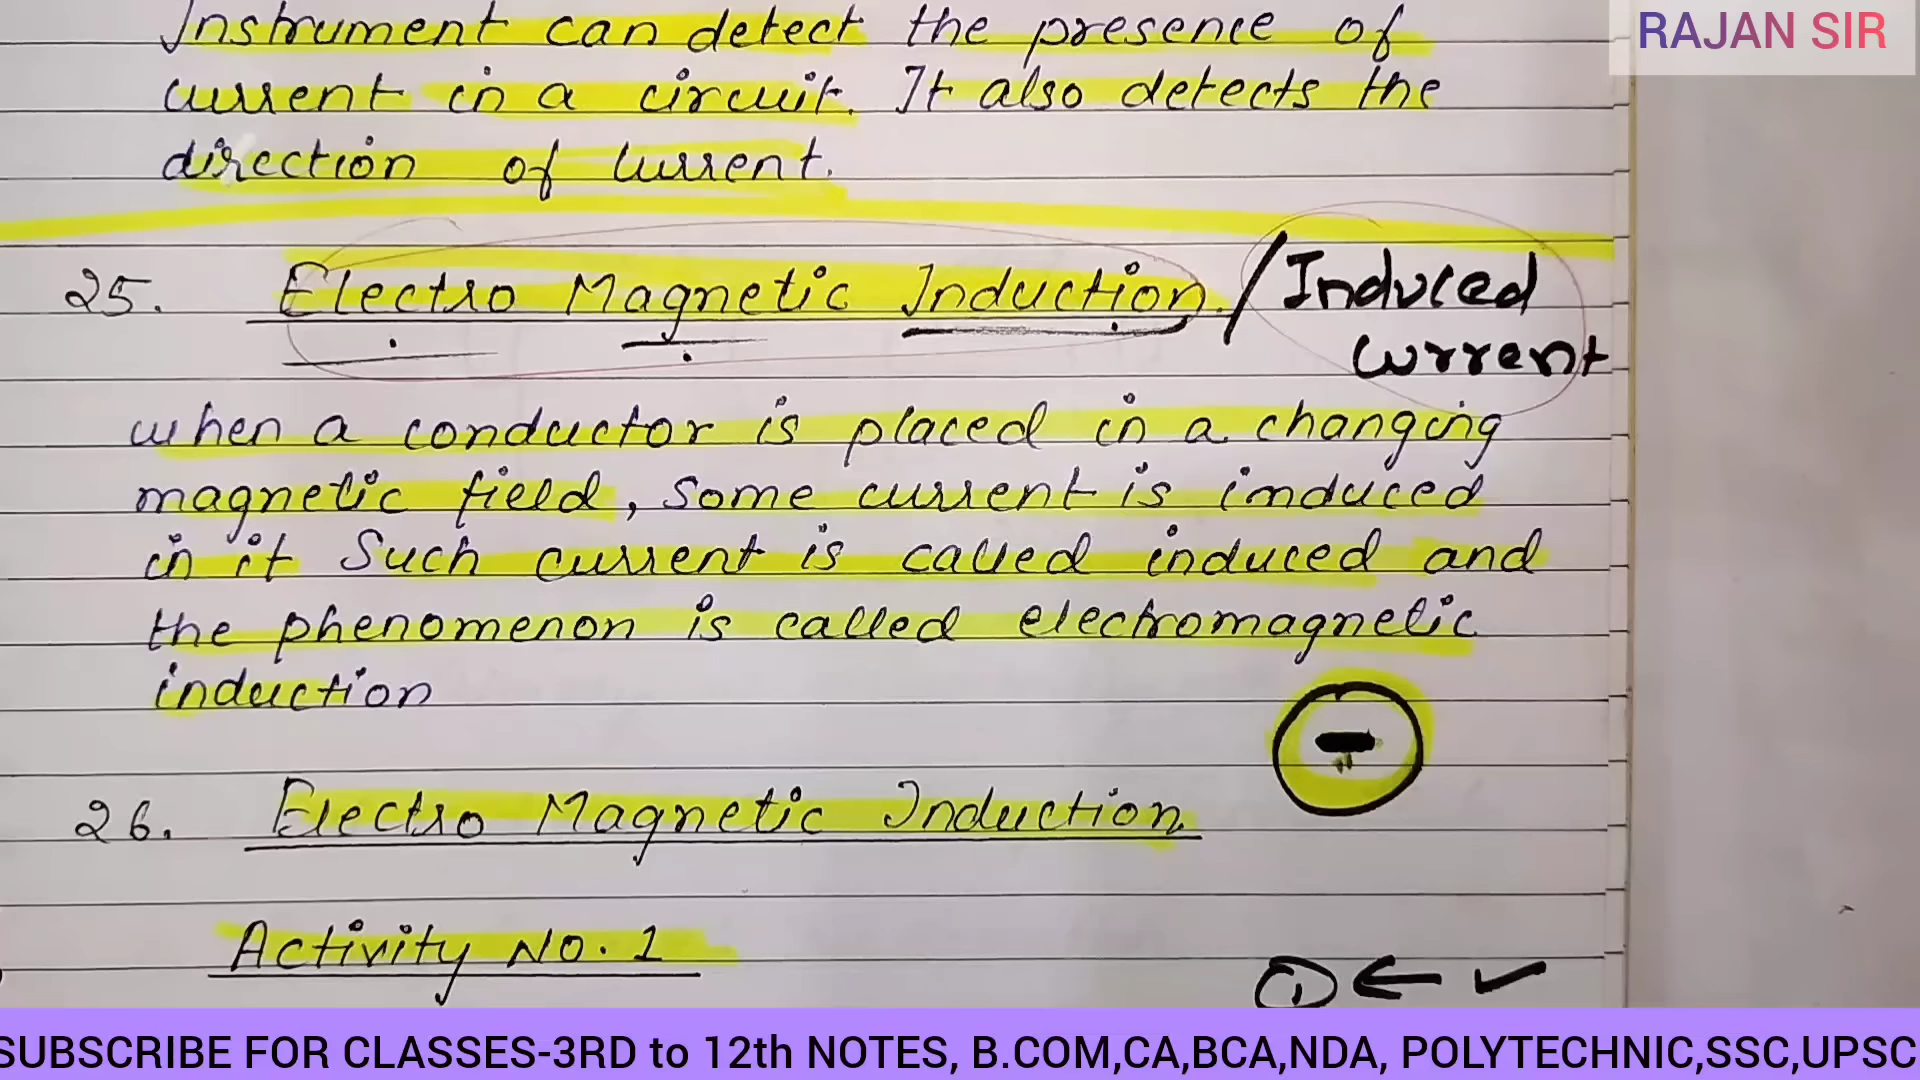 RAJAN SIR
Instrument can detect the presence of
current in a circuit. It also detects the
direction of current.
25. Electro Magnetic Induction. / Induced
current
when a conductor is placed in a changing
magnetic field, some current is induced
in it Such current is called induced and
the phenomenon is called electromagnetic
induction
26. Electro Magnetic Induction
Activity No. 1
SUBSCRIBE FOR CLASSES-3RD to 12th NOTES, B.COM,CA,BCA,NDA, POLYTECHNIC,SSC,UPSC